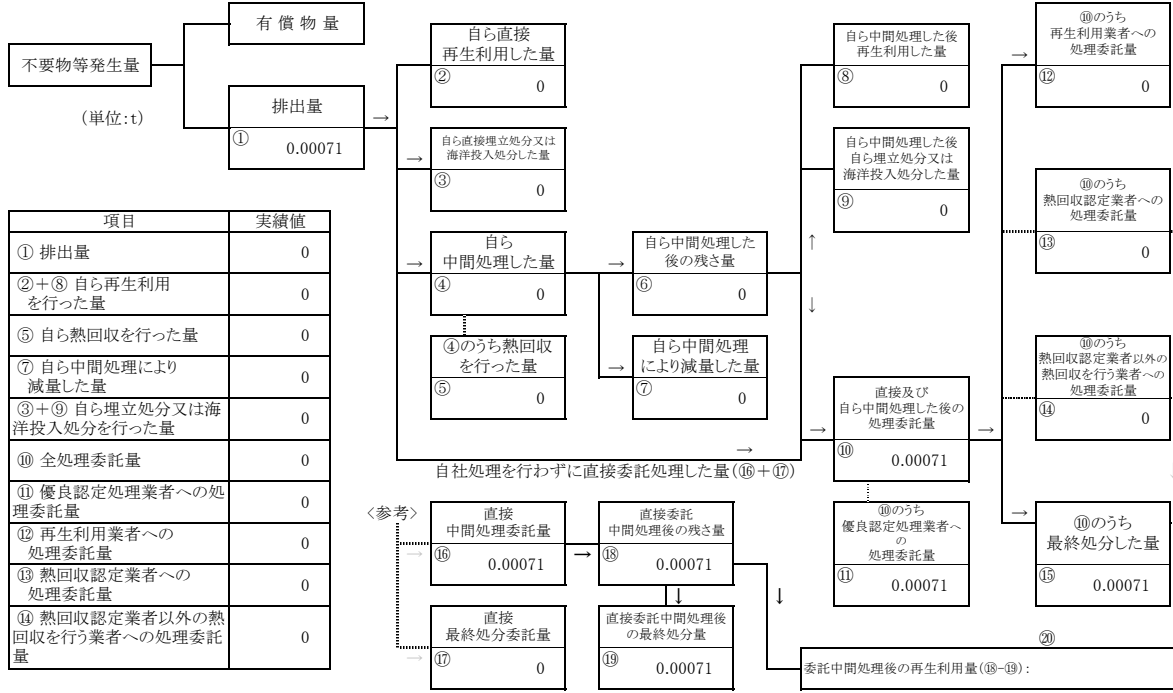 有 償 物 量
不要物等発生量
(単位:t)
排出量
① 0.00071
→
自ら直接
再生利用した量
② 0
→
自ら直接埋立処分又は
海洋投入処分した量
③ 0
→
自ら
中間処理した量
④ 0
④のうち熱回収
を行った量
⑤ 0
→
自ら中間処理した
後の残さ量
⑥ 0
→
自ら中間処理
により減量した量
⑦ 0
自ら中間処理した後
再生利用した量
⑧ 0
自ら中間処理した後
自ら埋立処分又は
海洋投入処分した量
⑨ 0
↑
↓
→
自社処理を行わずに直接委託処理した量(⑯+⑰)
→
直接及び
自ら中間処理した後の
処理委託量
⑩ 0.00071
⑩のうち
優良認定処理業者へ
の
処理委託量
⑪ 0.00071
→
→
⑩のうち
再生利用業者への
処理委託量
⑫ 0
⑩のうち
熱回収認定業者への
処理委託量
⑬ 0
⑩のうち
熱回収認定業者以外の
熱回収を行う業者への
処理委託量
⑭ 0
→
⑩のうち
最終処分した量
⑮ 0.00071
項目 実績値
① 排出量 0
②+⑧ 自ら再生利用
を行った量 0
⑤ 自ら熱回収を行った量 0
⑦ 自ら中間処理により
減量した量 0
③+⑨ 自ら埋立処分又は海
洋投入処分を行った量 0
⑩ 全処理委託量 0
⑪ 優良認定処理業者への処
理委託量 0
⑫ 再生利用業者への
処理委託量 0
⑬ 熱回収認定業者への
処理委託量 0
⑭ 熱回収認定業者以外の熱
回収を行う業者への処理委託
量 0
〈参考〉
→
直接
中間処理委託量
⑯ 0.00071
→
直接委託
中間処理後の残さ量
⑱ 0.00071
↓
↓
→
直接
最終処分委託量
⑰ 0
直接委託中間処理後
の最終処分量
⑲ 0.00071
⑳
委託中間処理後の再生利用量(⑱-⑲):